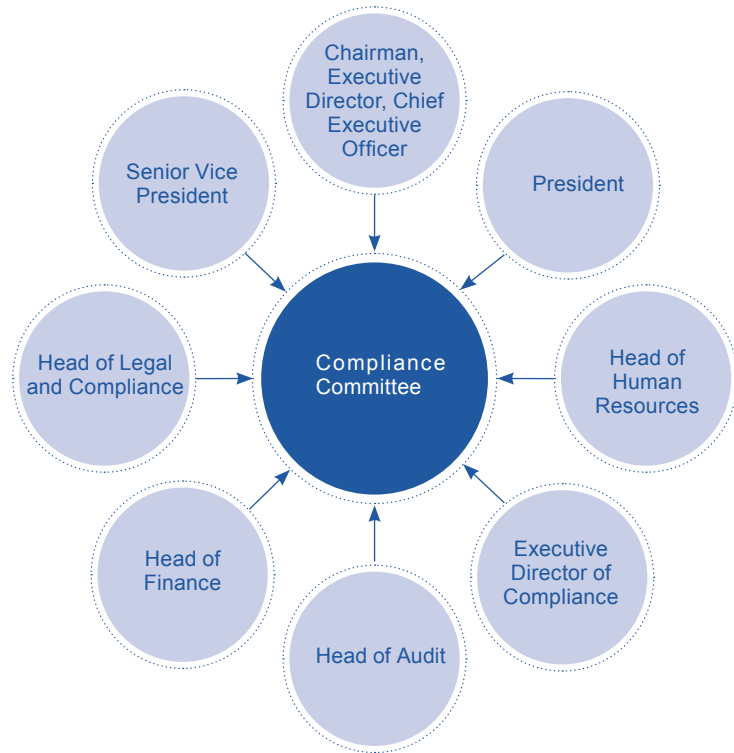 Chairman,
Executive
Director, Chief
Executive
Officer
Senior Vice
President
President
Head of Legal
and Compliance
Compliance
Committee
Head of
Human
Resources
Head of
Finance
Executive
Director of
Compliance
Head of Audit